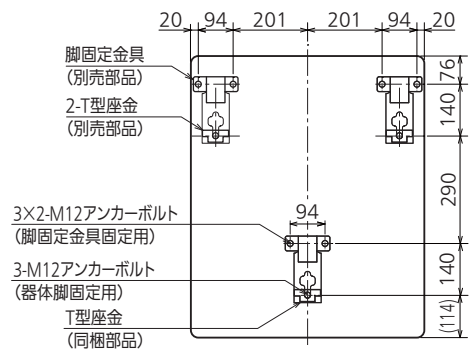 20 94 201 201 94 20
脚固定金具
(別売部品)
2-T型座金
(別売部品)
76
140
290
3×2-M12アンカーボルト
(脚固定金具固定用)
94
3-M12アンカーボルト
(器体脚固定用)
140
T型座金
(同梱部品)
(114)